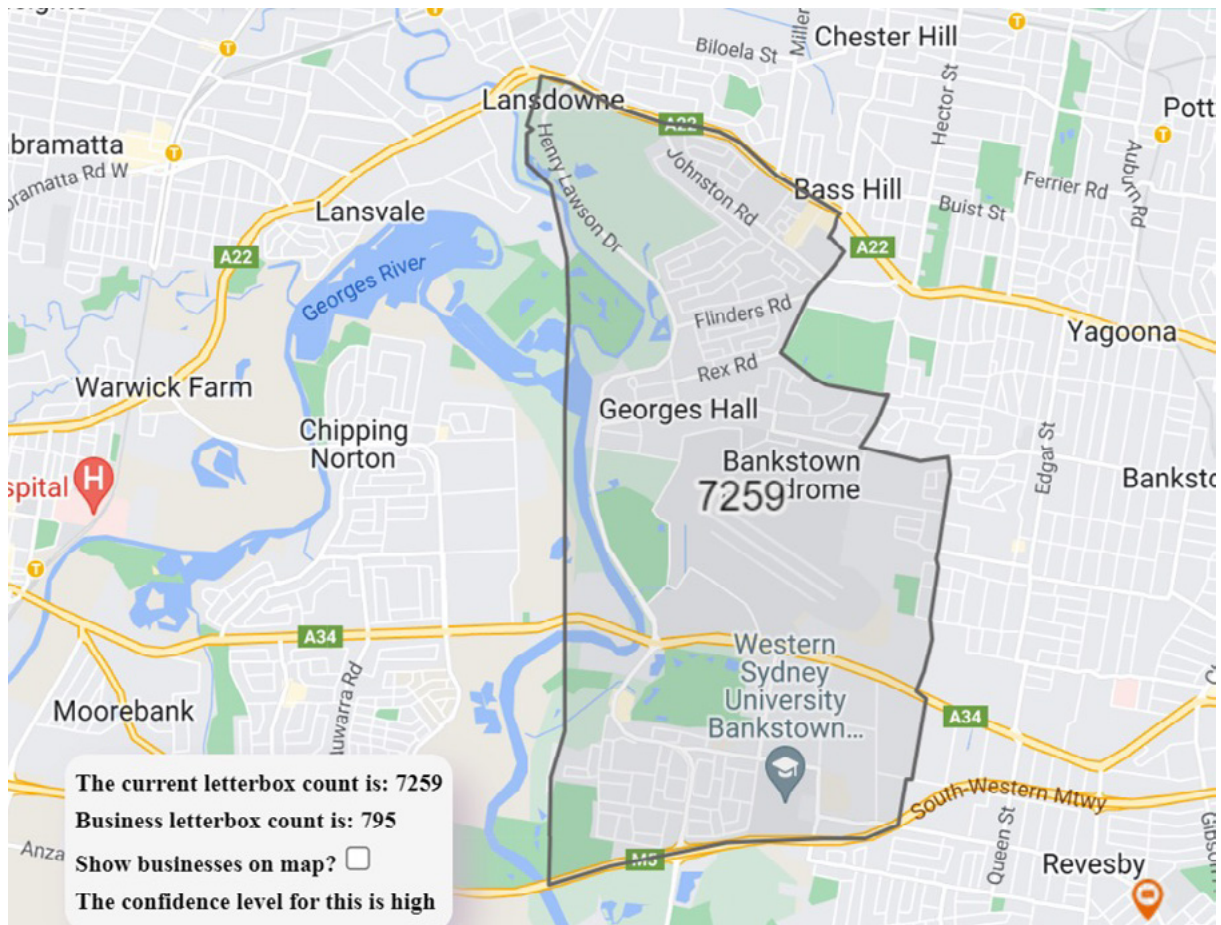 Biloela St
Miller
Chester Hill
T
T
T
Lansdowne
A22
Hector St
Pott
T
bramatta
T
Henry Lawson Dr
Johnston Rd
Auburn Rd
bramatta Rd W
Bass Hill
Ferrier Rd
Lansvale
Buist St
A22
A22
Georges River
Flinders Rd
Yagoona
Rex Rd
Warwick Farm
Georges Hall
Chipping
Norton
Edgar St
Bankstown
drome
7259
Banksto
spital
H
T
A34
Western
Sydney
University
Bankstown...
A34
Moorebank
uwarra Rd
The current letterbox count is: 7259
Business letterbox count is: 795
Show businesses on map?
The confidence level for this is high
South-Western Mtwy
Queen St
Gibson
Anza
M5
Revesby